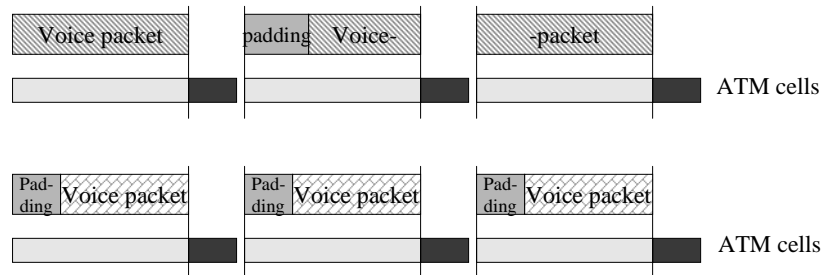 Voice packet
padding
Voice-
-packet
ATM cells
Pad-
ding
Voice packet
Pad-
ding
Voice packet
Pad-
ding
Voice packet
ATM cells